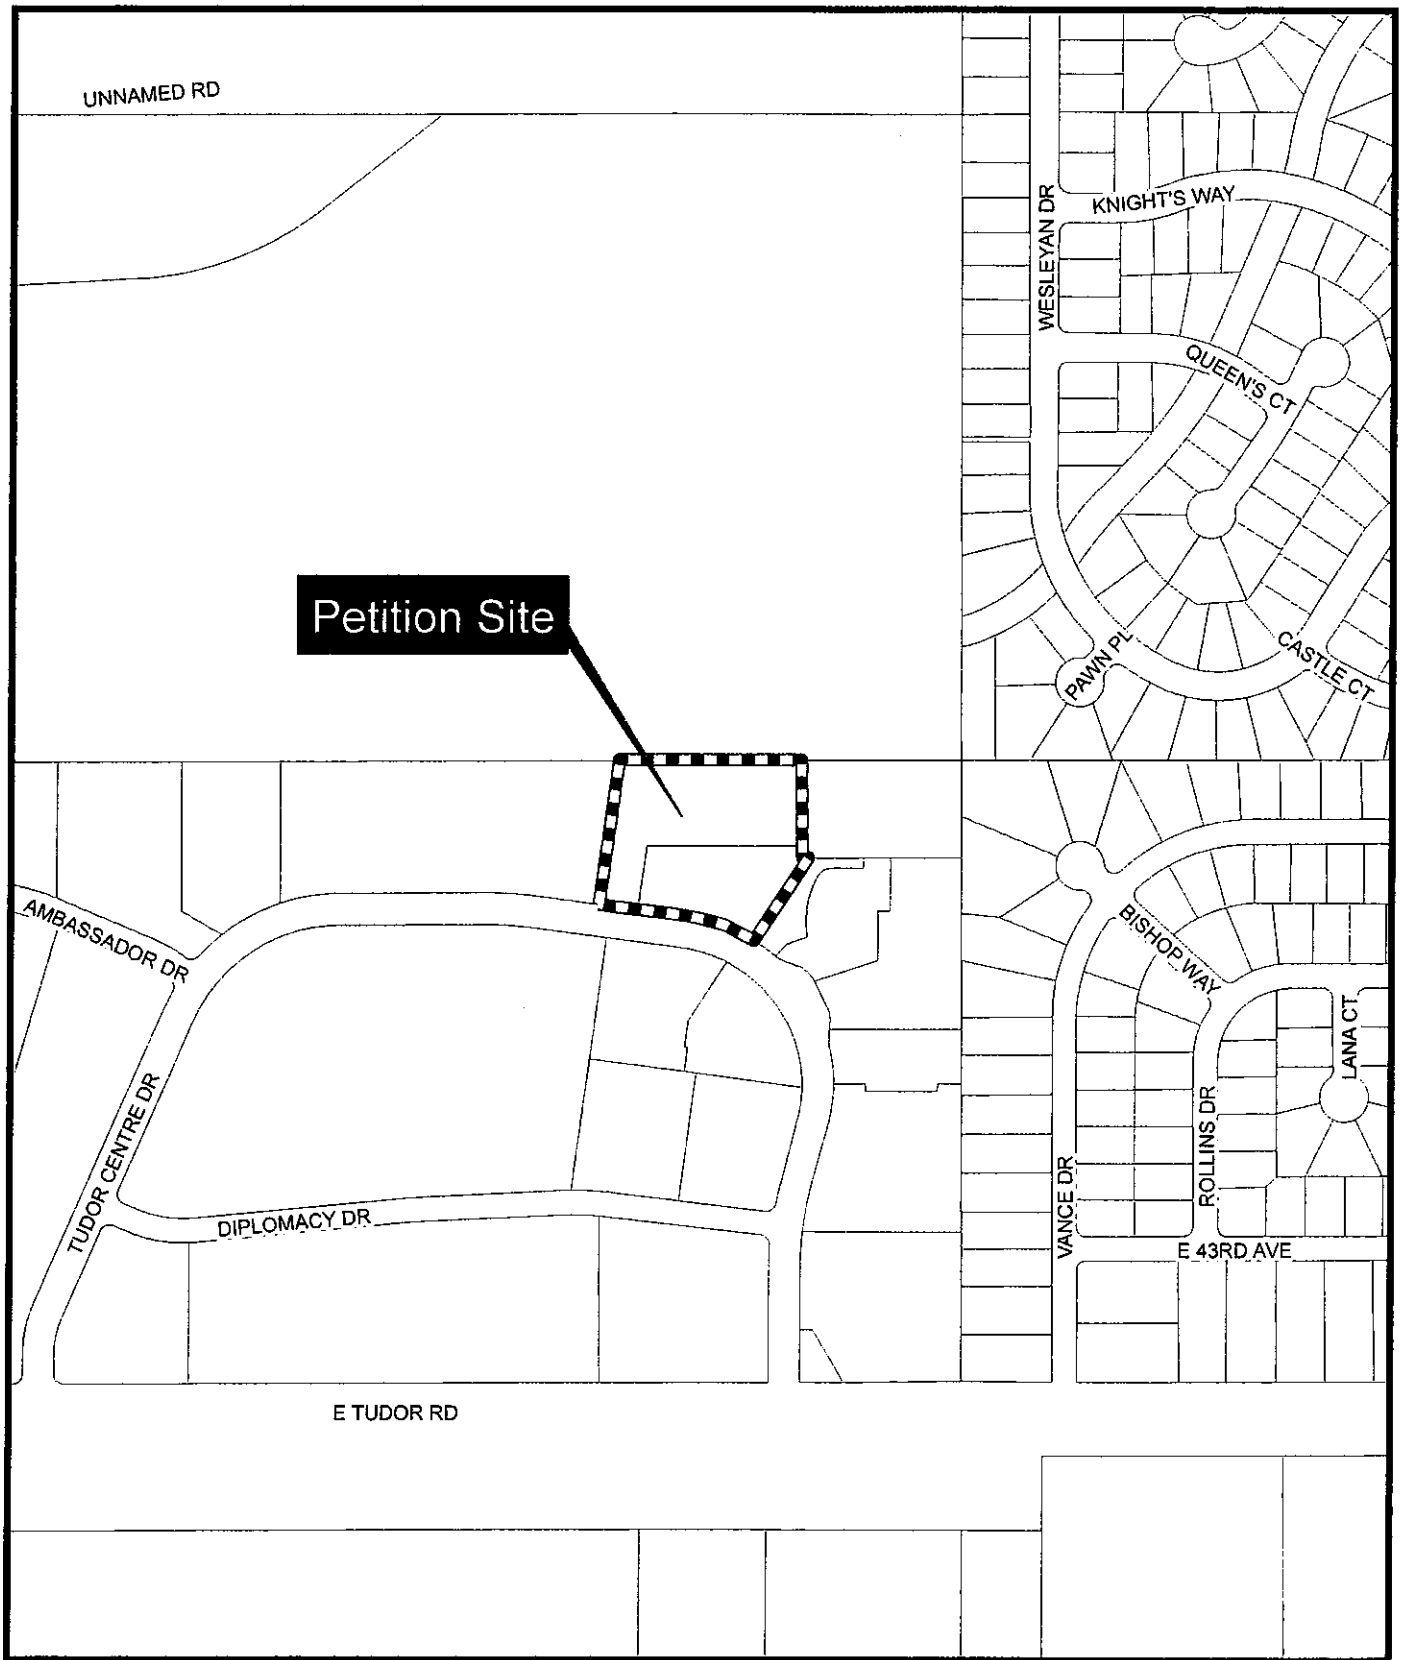 UNNAMED RD
KNIGHT'S WAY
WESLEYAN DR
QUEEN'S CT
Petition Site
PAWN PL
CASTLE CT
AMBASSADOR DR
BISHOP WAY
LANA CT
TUDOR CENTRE DR
ROLLINS DR
VANCE DR
DIPLOMACY DR
E 43RD AVE
E TUDOR RD